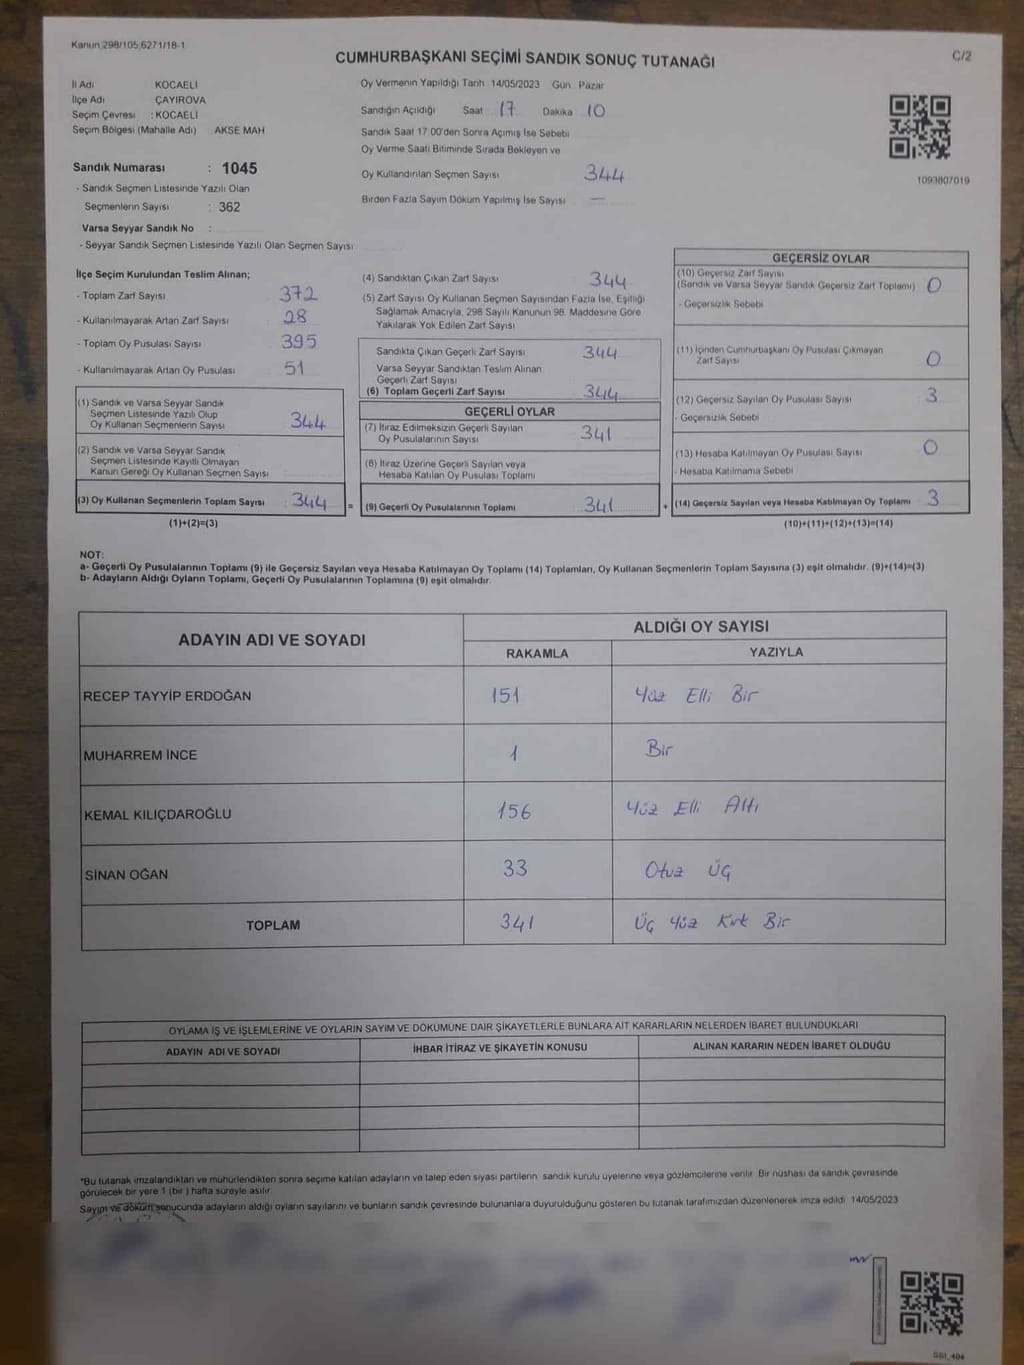 Kanun 298/105,6271/18-1
CUMHURBAŞKANI SEÇİMİ SANDIK SONUÇ TUTANAĞI
C/2
İl Adı KOCAELİ
İlçe Adı ÇAYIROVA
Seçim Çevresi : KOCAELİ
Seçim Bölgesi (Mahalle Adı) AKSE MAH
Sandık Numarası : 1045
- Sandık Seçmen Listesinde Yazılı Olan
Seçmenlerin Sayısı : 362
Varsa Seyyar Sandık No :
- Seyyar Sandık Seçmen Listesinde Yazılı Olan Seçmen Sayısı
Oy Vermenin Yapıldığı Tarih 14/05/2023 Gün Pazar
Sandığın Açıldığı Saat 17 Dakika 10
Sandık Saat 17.00'den Sonra Açımış İse Sebebi
Oy Verme Saati Bitiminde Sırada Bekleyen ve
Oy Kullandırılan Seçmen Sayısı 344
Birden Fazla Sayım Döküm Yapılmış İse Sayısı —
1093807019
İlçe Seçim Kurulundan Teslim Alınan;
- Toplam Zarf Sayısı 372
- Kullanılmayarak Artan Zarf Sayısı 28
- Toplam Oy Pusulası Sayısı 395
- Kullanılmayarak Artan Oy Pusulası 51
(1) Sandık ve Varsa Seyyar Sandık
Seçmen Listesinde Yazılı Olup
Oy Kullanan Seçmenlerin Sayısı 344
(2) Sandık ve Varsa Seyyar Sandık
Seçmen Listesinde Kayıtlı Olmayan
Kanun Gereği Oy Kullanan Seçmen Sayısı
(3) Oy Kullanan Seçmenlerin Toplam Sayısı 344 =
(1)+(2)=(3)
(4) Sandıktan Çıkan Zarf Sayısı 344
(5) Zarf Sayısı Oy Kullanan Seçmen Sayısından Fazla İse, Eşitliği
Sağlamak Amacıyla, 298 Sayılı Kanunun 98. Maddesine Göre
Yakılarak Yok Edilen Zarf Sayısı
Sandıkta Çıkan Geçerli Zarf Sayısı 344
Varsa Seyyar Sandıktan Teslim Alınan
Geçerli Zarf Sayısı
(6) Toplam Geçerli Zarf Sayısı 344
GEÇERLİ OYLAR
(7) İtiraz Edilmeksizin Geçerli Sayılan
Oy Pusulalarının Sayısı 341
(8) İtiraz Üzerine Geçerli Sayılan veya
Hesaba Katılan Oy Pusulası Toplamı
(9) Geçerli Oy Pusulalarının Toplamı 341 +
GEÇERSİZ OYLAR
(10) Geçersiz Zarf Sayısı
(Sandık ve Varsa Seyyar Sandık Geçersiz Zarf Toplamı) 0
- Geçersizlik Sebebi
(11) İçinden Cumhurbaşkanı Oy Pusulası Çıkmayan
Zarf Sayısı 0
(12) Geçersiz Sayılan Oy Pusulası Sayısı 3
- Geçersizlik Sebebi
(13) Hesaba Katılmayan Oy Pusulası Sayısı 0
- Hesaba Katılmama Sebebi
(14) Geçersiz Sayılan veya Hesaba Katılmayan Oy Toplamı 3
(10)+(11)+(12)+(13)=(14)
NOT:
a- Geçerli Oy Pusulalarının Toplamı (9) ile Geçersiz Sayılan veya Hesaba Katılmayan Oy Toplamı (14) Toplamları, Oy Kullanan Seçmenlerin Toplam Sayısına (3) eşit olmalıdır. (9)+(14)=(3)
b- Adayların Aldığı Oyların Toplamı, Geçerli Oy Pusulalarının Toplamına (9) eşit olmalıdır.
ADAYIN ADI VE SOYADI ALDIĞI OY SAYISI
RAKAMLA YAZIYLA
RECEP TAYYİP ERDOĞAN 151 Yüz Elli Bir
MUHARREM İNCE 1 Bir
KEMAL KILIÇDAROĞLU 156 Yüz Elli Altı
SİNAN OĞAN 33 Otuz Üç
TOPLAM 341 Üç Yüz Kırk Bir
OYLAMA İŞ VE İŞLEMLERİNE VE OYLARIN SAYIM VE DÖKÜMÜNE DAİR ŞİKAYETLERLE BUNLARA AİT KARARLARIN NELERDEN İBARET BULUNDUKLARI
ADAYIN ADI VE SOYADI İHBAR İTİRAZ VE ŞİKAYETİN KONUSU ALINAN KARARIN NEDEN İBARET OLDUĞU
*Bu tutanak imzalandıktan ve mühürlendikten sonra seçime katılan adayların ve talep eden siyasi partilerin sandık kurulu üyelerine veya gözlemcilerine verilir. Bir nüshası da sandık çevresinde
görülecek bir yere 1 (bir) hafta süreyle asılır.
Sayım ve döküm sonucunda adayların aldığı oyların sayılarını ve bunların sandık çevresinde bulunanlara duyurulduğunu gösteren bu tutanak tarafımızdan düzenlenerek imza edildi. 14/05/2023